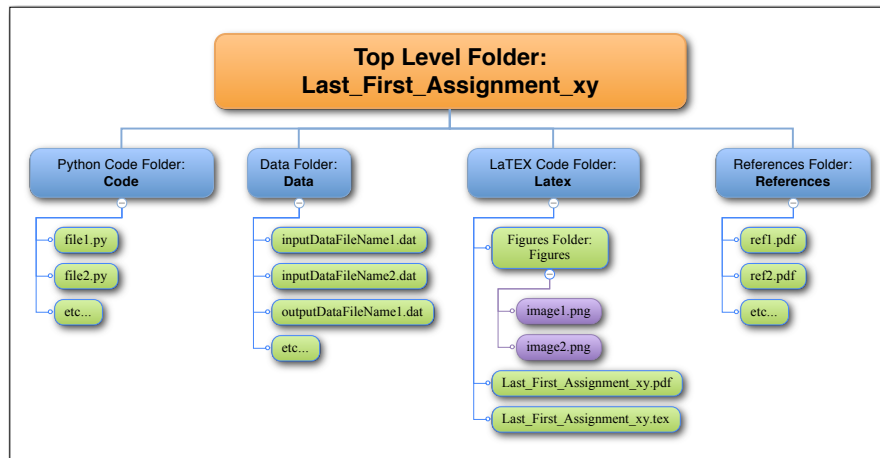 Top Level Folder:
Last_First_Assignment_xy
Python Code Folder:
Code
file1.py
file2.py
etc...
Data Folder:
Data
inputDataFileName1.dat
inputDataFileName2.dat
outputDataFileName1.dat
etc...
LaTEX Code Folder:
Latex
Figures Folder:
Figures
image1.png
image2.png
Last_First_Assignment_xy.pdf
Last_First_Assignment_xy.tex
References Folder:
References
ref1.pdf
ref2.pdf
etc...